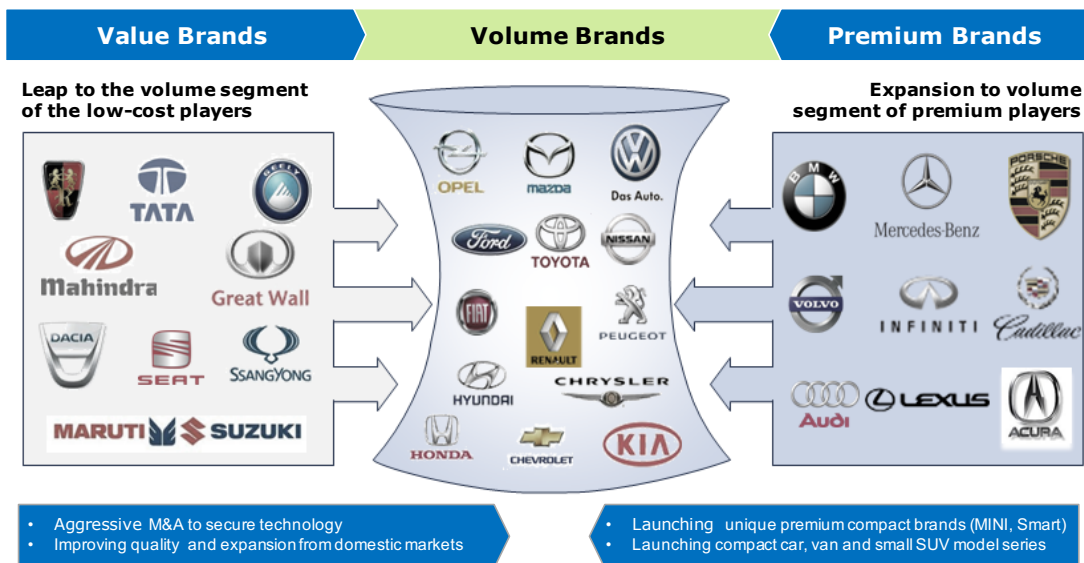 Value Brands
Volume Brands
Premium Brands
Leap to the volume segment
of the low-cost players
Expansion to volume
segment of premium players
TATA
GEELY
Mahindra
Great Wall
DACIA
SEAT
SSANGYONG
MARUTI SUZUKI
OPEL
mazda
Das Auto.
Ford
TOYOTA
NISSAN
FIAT
RENAULT
PEUGEOT
HYUNDAI
CHRYSLER
HONDA
CHEVROLET
KIA
BMW
Mercedes-Benz
PORSCHE
VOLVO
INFINITI
Cadillac
Audi
LEXUS
ACURA
• Aggressive M&A to secure technology
• Improving quality and expansion from domestic markets
• Launching unique premium compact brands (MINI, Smart)
• Launching compact car, van and small SUV model series